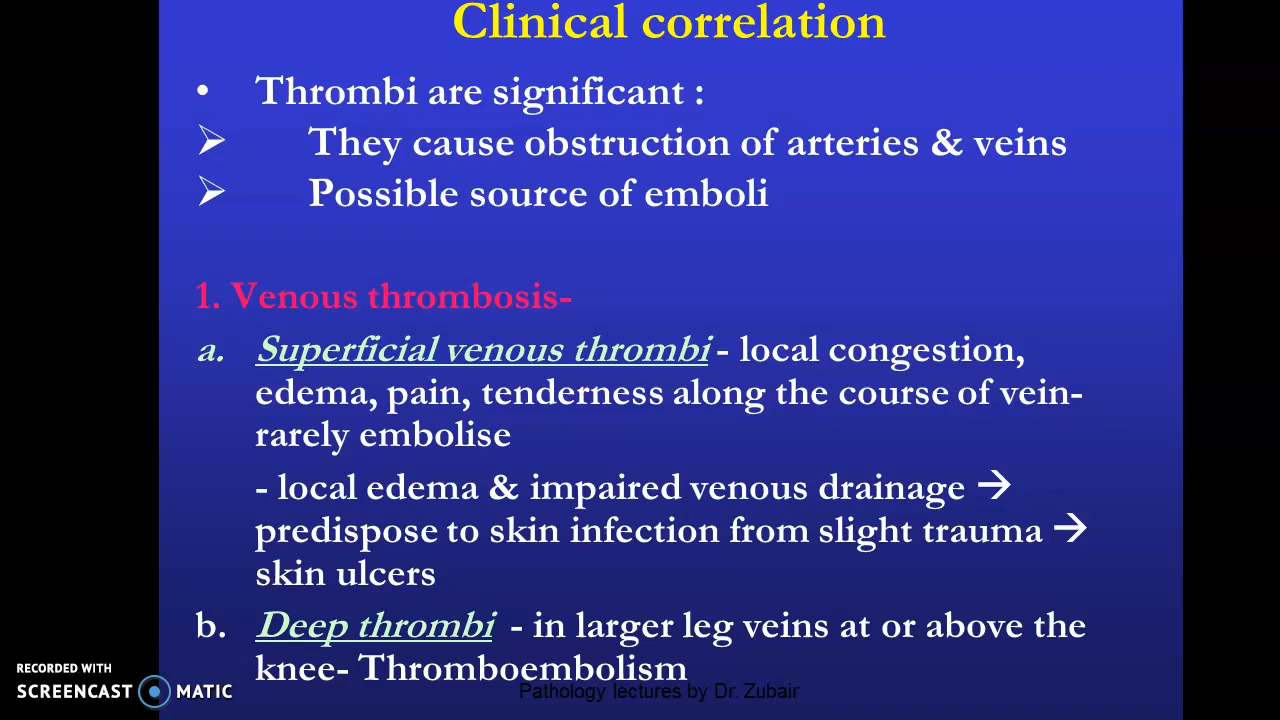 Clinical correlation
• Thrombi are significant :
➢ They cause obstruction of arteries & veins
➢ Possible source of emboli
1. Venous thrombosis-
a. Superficial venous thrombi - local congestion,
edema, pain, tenderness along the course of vein-
rarely embolise
- local edema & impaired venous drainage →
predispose to skin infection from slight trauma →
skin ulcers
b. Deep thrombi - in larger leg veins at or above the
knee- Thromboembolism
Pathology lectures by Dr. Zubair
RECORDED WITH
SCREENCAST MATIC